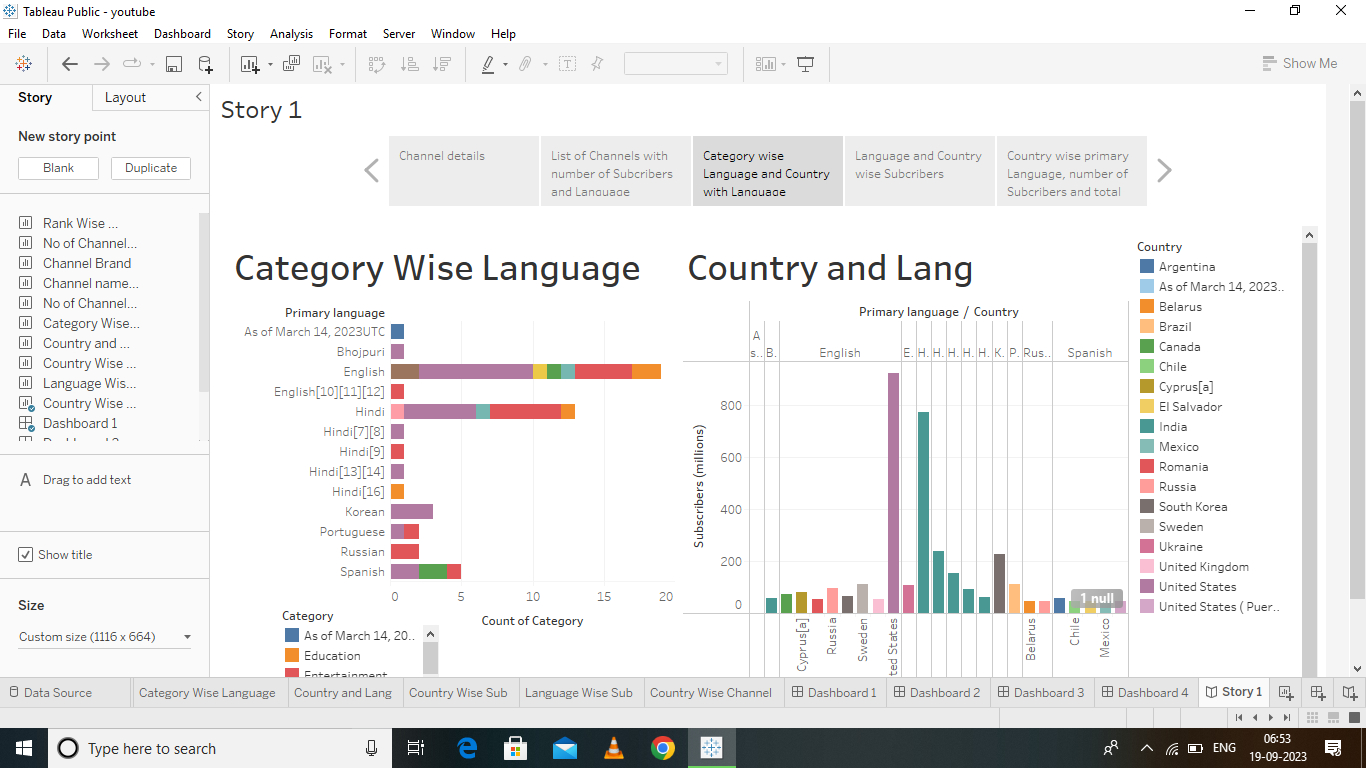 Tableau Public - youtube
File Data Worksheet Dashboard Story Analysis Format Server Window Help
Show Me
Story Layout
New story point
Blank Duplicate
Rank Wise ...
No of Channel...
Channel Brand
Channel name...
No of Channel...
Category Wise...
Country and ...
Country Wise ...
Language Wis...
Country Wise ...
Dashboard 1
A Drag to add text
Show title
Size
Custom size (1116 x 664)
Story 1
Channel details
List of Channels with
number of Subcribers
and Language
Category wise
Language and Country
with Language
Language and Country
wise Subcribers
Country wise primary
Language, number of
Subcribers and total
Category Wise Language
Primary language
As of March 14, 2023UTC
Bhojpuri
English
English[10][11][12]
Hindi
Hindi[7][8]
Hindi[9]
Hindi[13][14]
Hindi[16]
Korean
Portuguese
Russian
Spanish
0 5 10 15 20
Count of Category
Category
As of March 14, 20..
Education
Entertainment
Country and Lang
Primary language / Country
A
s.. B. English E. H. H. H. H. H. K. P. Rus.. Spanish
Subscribers (millions)
800
600
400
200
0
1 null
Cyprus[a]
Russia
Sweden
ted States
Belarus
Chile
Mexico
Country
Argentina
As of March 14, 2023..
Belarus
Brazil
Canada
Chile
Cyprus[a]
El Salvador
India
Mexico
Romania
Russia
South Korea
Sweden
Ukraine
United Kingdom
United States
United States ( Puer..
Data Source Category Wise Language Country and Lang Country Wise Sub Language Wise Sub Country Wise Channel Dashboard 1 Dashboard 2 Dashboard 3 Dashboard 4 Story 1
Type here to search
ENG
06:53
19-09-2023